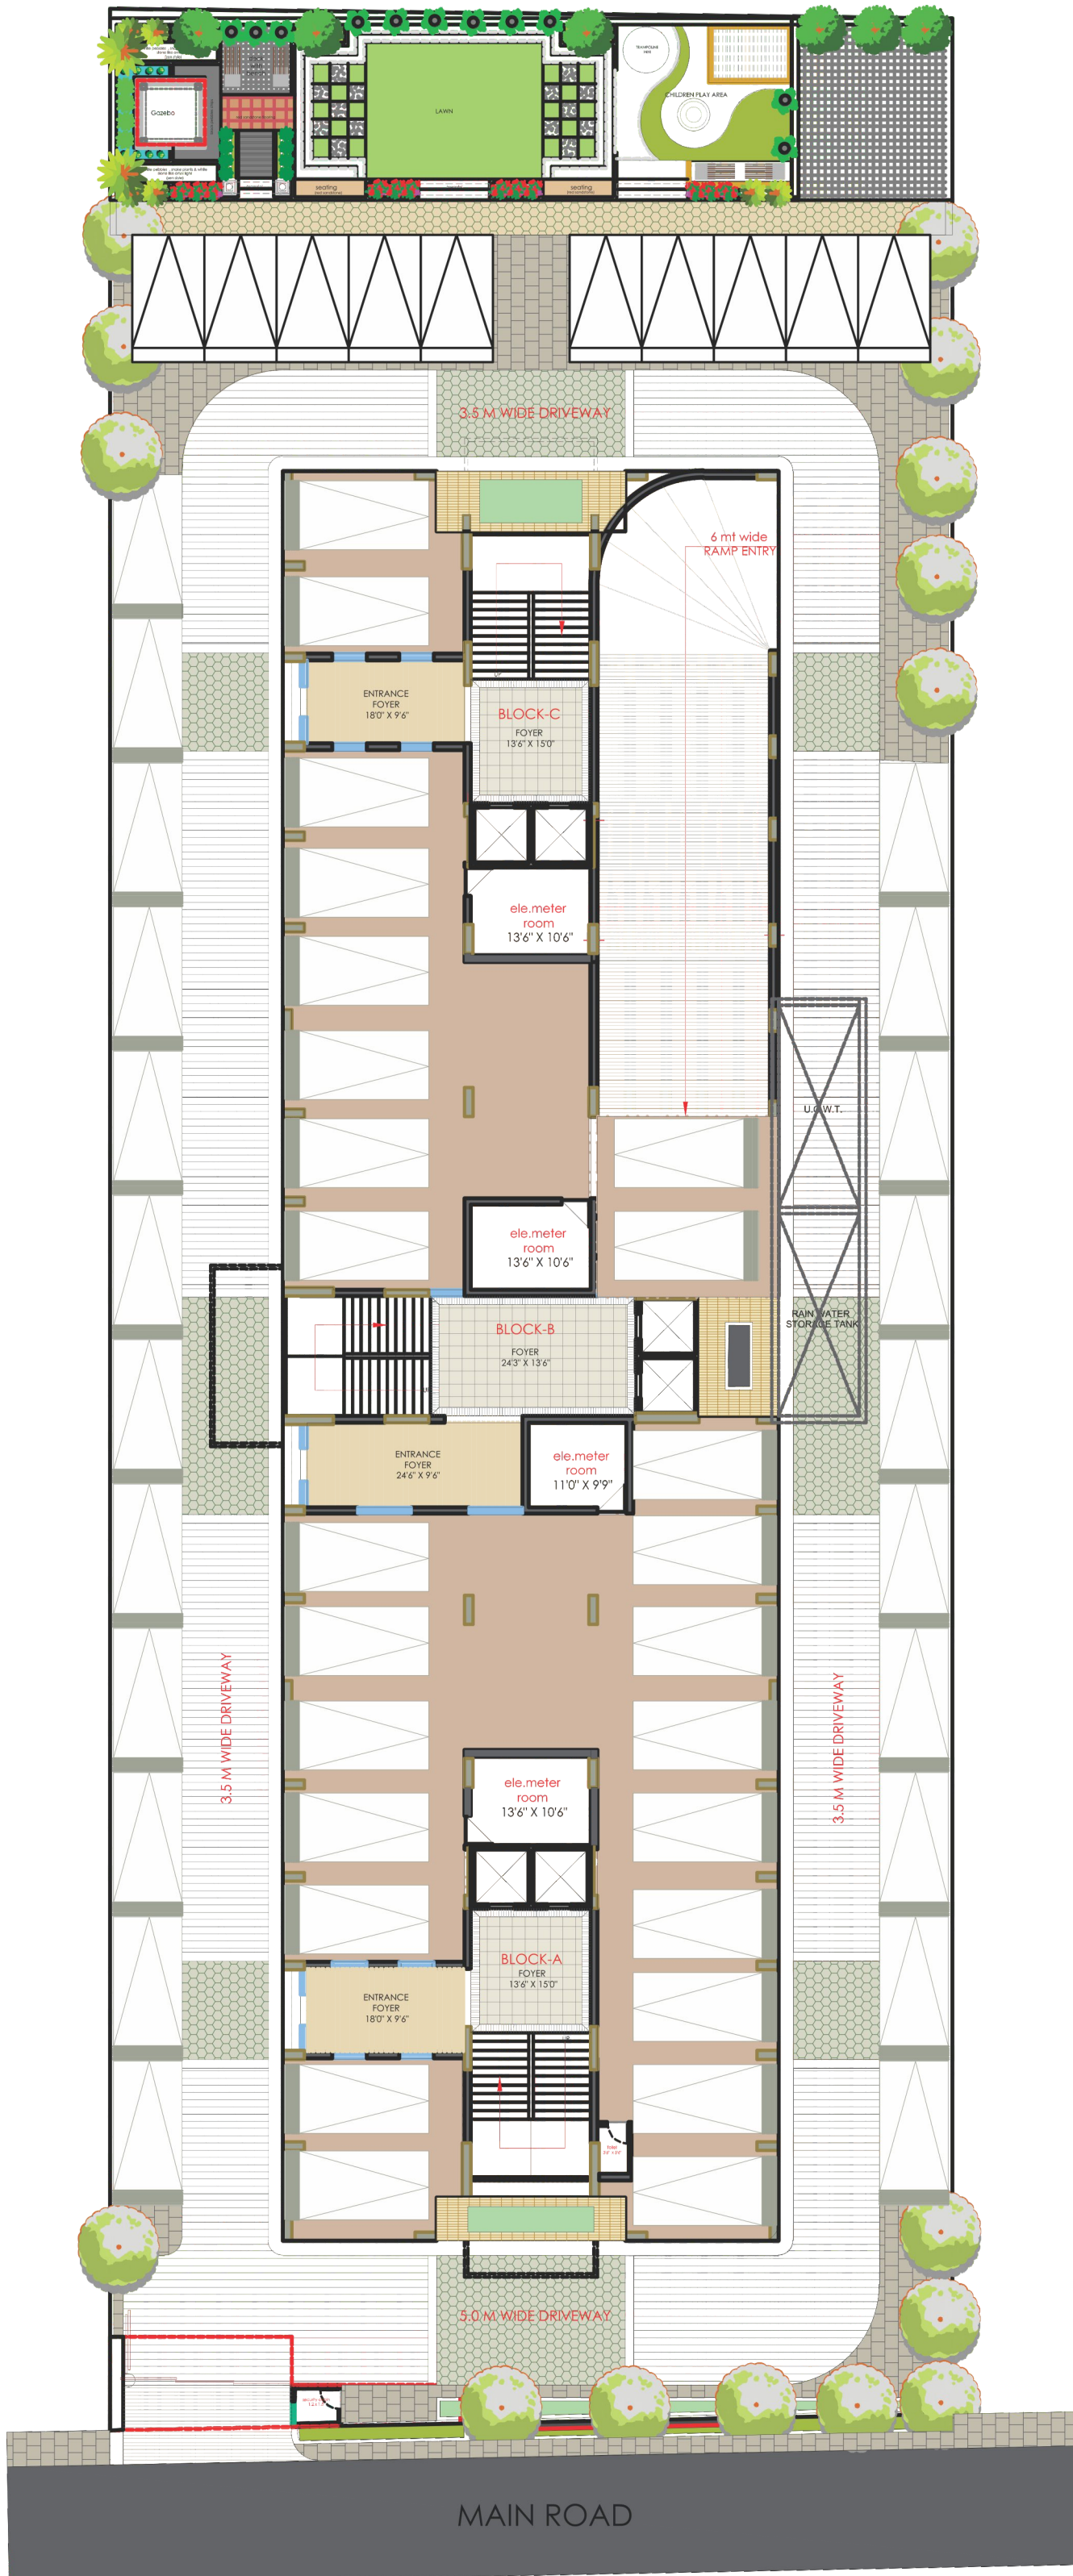 Gazebo
LAWN
TRAMPOLINE
CHILDREN PLAY AREA
seating
seating
3.5 M WIDE DRIVEWAY
6 mt wide
RAMP ENTRY
ENTRANCE
FOYER
18'0" X 9'6"
BLOCK-C
FOYER
13'6" X 15'0"
ele.meter
room
13'6" X 10'6"
U.G.W.T.
ele.meter
room
13'6" X 10'6"
RAIN WATER
STORAGE TANK
BLOCK-B
FOYER
24'3" X 13'6"
ENTRANCE
FOYER
24'6" X 9'6"
ele.meter
room
11'0" X 9'9"
3.5 M WIDE DRIVEWAY
3.5 M WIDE DRIVEWAY
ele.meter
room
13'6" X 10'6"
BLOCK-A
FOYER
13'6" X 15'0"
ENTRANCE
FOYER
18'0" X 9'6"
5.0 M WIDE DRIVEWAY
MAIN ROAD